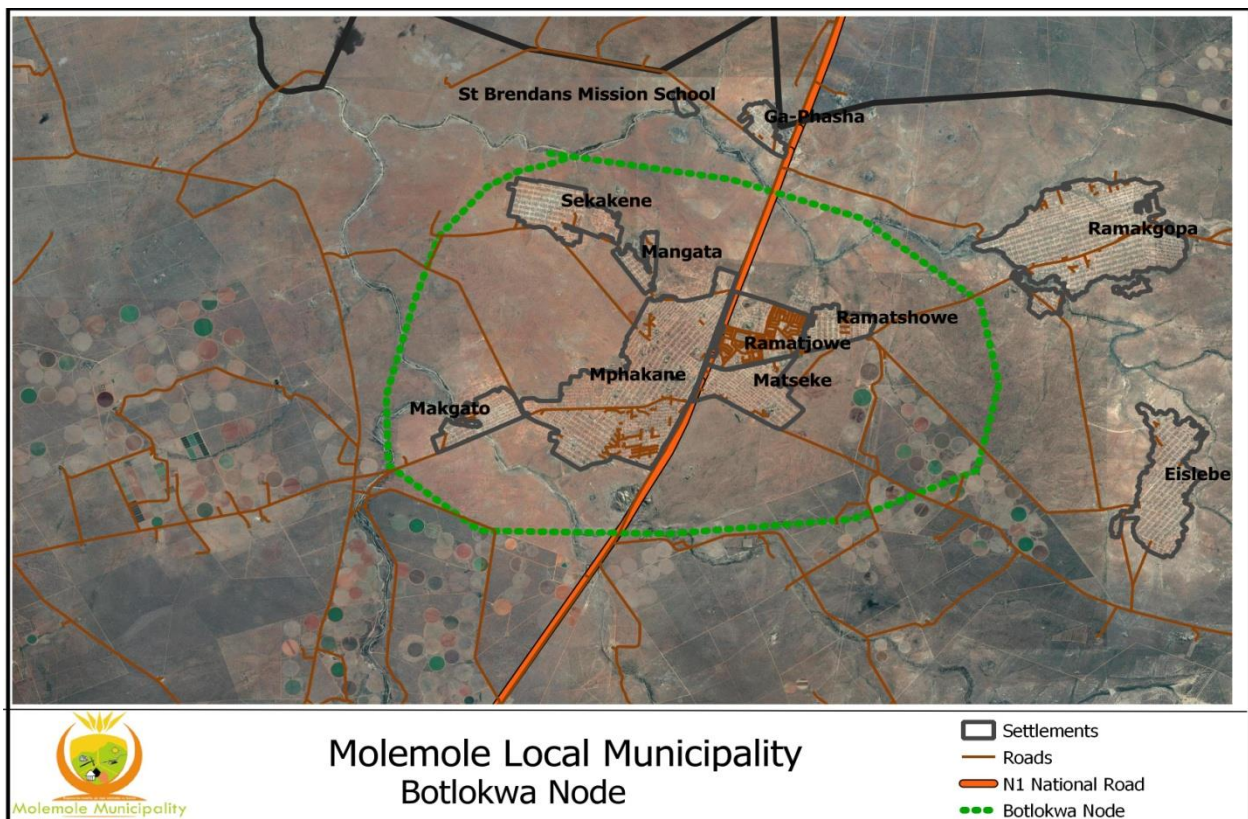 St Brendans Mission School
Ga-Phasha
Sekakene
Ramakgopa
Mangata
Ramatshowe
Ramatjowe
Mphakane
Matseke
Makgato
Eislebe
Molemole Local Municipality
Botlokwa Node
Molemole Municipality
Settlements
Roads
N1 National Road
Botlokwa Node